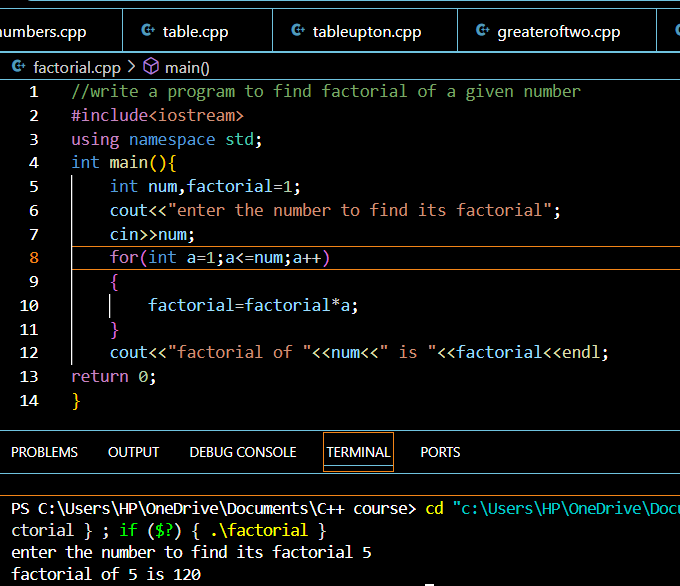 numbers.cpp table.cpp tableupton.cpp greateroftwo.cpp
factorial.cpp > main()
1 //write a program to find factorial of a given number
2 #include<iostream>
3 using namespace std;
4 int main(){
5 int num,factorial=1;
6 cout<<"enter the number to find its factorial";
7 cin>>num;
8 for(int a=1;a<=num;a++)
9 {
10 factorial=factorial*a;
11 }
12 cout<<"factorial of "<<num<<" is "<<factorial<<endl;
13 return 0;
14 }
PROBLEMS OUTPUT DEBUG CONSOLE TERMINAL PORTS
PS C:\Users\HP\OneDrive\Documents\C++ course> cd "c:\Users\HP\OneDrive\Docu
ctorial } ; if ($?) { .\factorial }
enter the number to find its factorial 5
factorial of 5 is 120